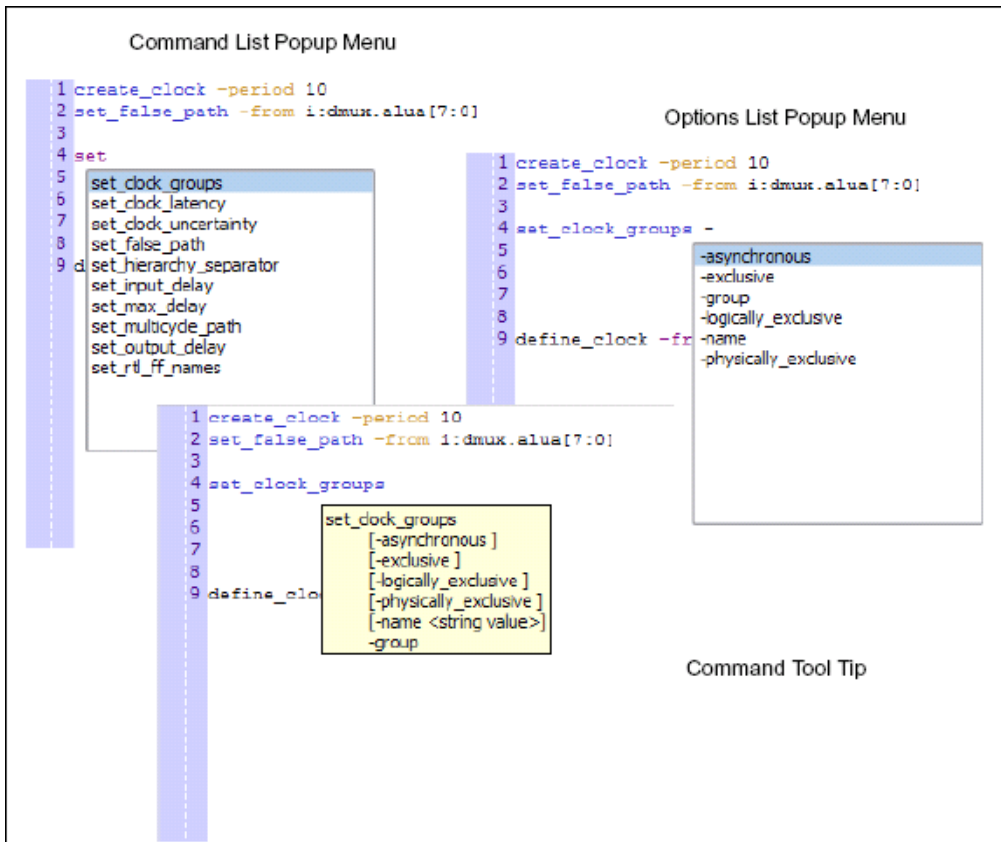 Command List Popup Menu
1 create_clock -period 10
2 set_false_path -from i:dmux.alua[7:0]
3
4 set
5
6
7
8
9 d
set_clock_groups
set_clock_latency
set_clock_uncertainty
set_false_path
set_hierarchy_separator
set_input_delay
set_max_delay
set_multicycle_path
set_output_delay
set_rtl_ff_names
Options List Popup Menu
1 create_clock -period 10
2 set_false_path -from i:dmux.alua[7:0]
3
4 set_clock_groups -
5
6
7
8
9 define_clock -fr
-asynchronous
-exclusive
-group
-logically_exclusive
-name
-physically_exclusive
1 create_clock -period 10
2 set_false_path -from i:dmux.alua[7:0]
3
4 set_clock_groups
5
6
7
8
9 define_clo
set_clock_groups
[-asynchronous ]
[-exclusive ]
[-logically_exclusive ]
[-physically_exclusive ]
[-name <string value>]
-group
Command Tool Tip